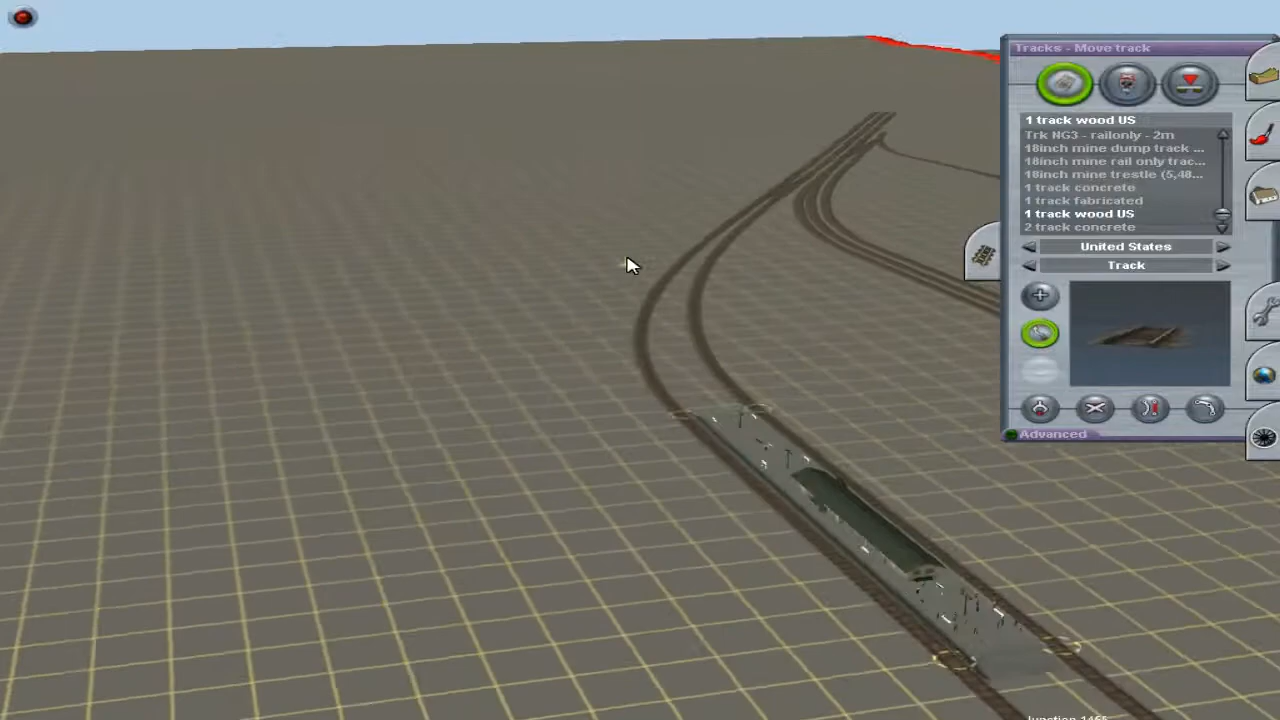 Tracks - Move track
1 track wood US
Trk NG3 - railonly - 2m
18inch mine dump track ...
18inch mine rail only trac...
18inch mine trestle (5,48...
1 track concrete
1 track fabricated
1 track wood US
2 track concrete
United States
Track
Advanced
Junction 1465